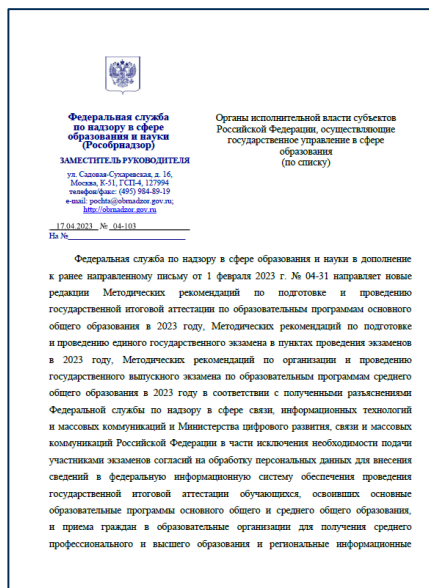 Федеральная служба
по надзору в сфере
образования и науки
(Рособрнадзор)
ЗАМЕСТИТЕЛЬ РУКОВОДИТЕЛЯ
ул. Садовая-Сухаревская, д. 16,
Москва, К-51, ГСП-4, 127994
телефон/факс: (495) 984-89-19
e-mail: pochta@obrnadzor.gov.ru;
http://obrnadzor.gov.ru
17.04.2023 № 04-103
На №
Органы исполнительной власти субъектов
Российской Федерации, осуществляющие
государственное управление в сфере
образования
(по списку)
Федеральная служба по надзору в сфере образования и науки в дополнение
к ранее направленному письму от 1 февраля 2023 г. № 04-31 направляет новые
редакции Методических рекомендаций по подготовке и проведению
государственной итоговой аттестации по образовательным программам основного
общего образования в 2023 году, Методических рекомендаций по подготовке
и проведению единого государственного экзамена в пунктах проведения экзаменов
в 2023 году, Методических рекомендаций по организации и проведению
государственного выпускного экзамена по образовательным программам среднего
общего образования в 2023 году в соответствии с полученными разъяснениями
Федеральной службы по надзору в сфере связи, информационных технологий
и массовых коммуникаций и Министерства цифрового развития, связи и массовых
коммуникаций Российской Федерации в части исключения необходимости подачи
участниками экзаменов согласий на обработку персональных данных для внесения
сведений в федеральную информационную систему обеспечения проведения
государственной итоговой аттестации обучающихся, освоивших основные
образовательные программы основного общего и среднего общего образования,
и приема граждан в образовательные организации для получения среднего
профессионального и высшего образования и региональные информационные